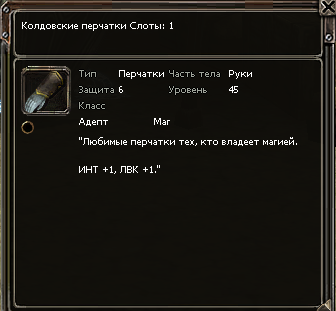 Колдовские перчатки Слоты: 1
Тип Перчатки Часть тела Руки
Защита 6 Уровень 45
Класс
Адепт Маг
"Любимые перчатки тех, кто владеет магией.
ИНТ +1, ЛВК +1."